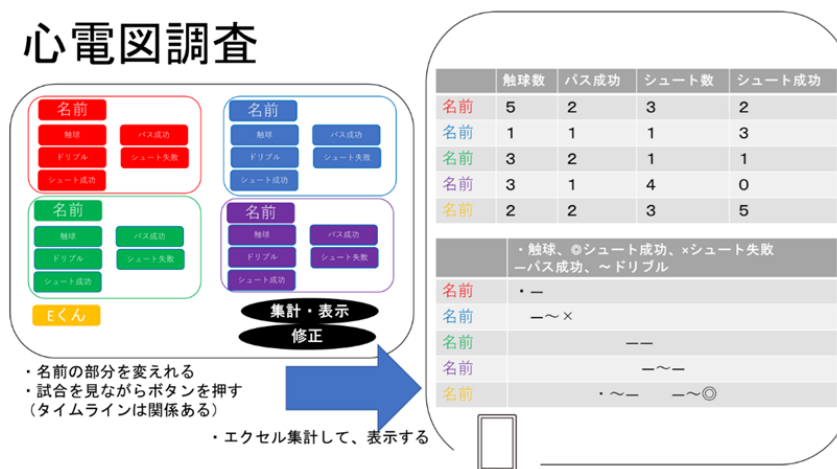 心電図調査
名前
触球 パス成功
ドリブル シュート失敗
シュート成功
名前
触球 パス成功
ドリブル シュート失敗
シュート成功
名前
触球 パス成功
ドリブル シュート失敗
シュート成功
名前
触球 パス成功
ドリブル シュート失敗
シュート成功
Eくん
集計・表示
修正
・名前の部分を変えれる
・試合を見ながらボタンを押す
(タイムラインは関係ある)
・エクセル集計して、表示する
触球数 パス成功 シュート数 シュート成功
名前 5 2 3 2
名前 1 1 1 3
名前 3 2 1 1
名前 3 1 4 0
名前 2 2 3 5
・触球、◎シュート成功、×シュート失敗
―パス成功、～ドリブル
名前 ・―
名前 ―～×
名前 ――
名前 ―～―
名前 ・～― ―～◎